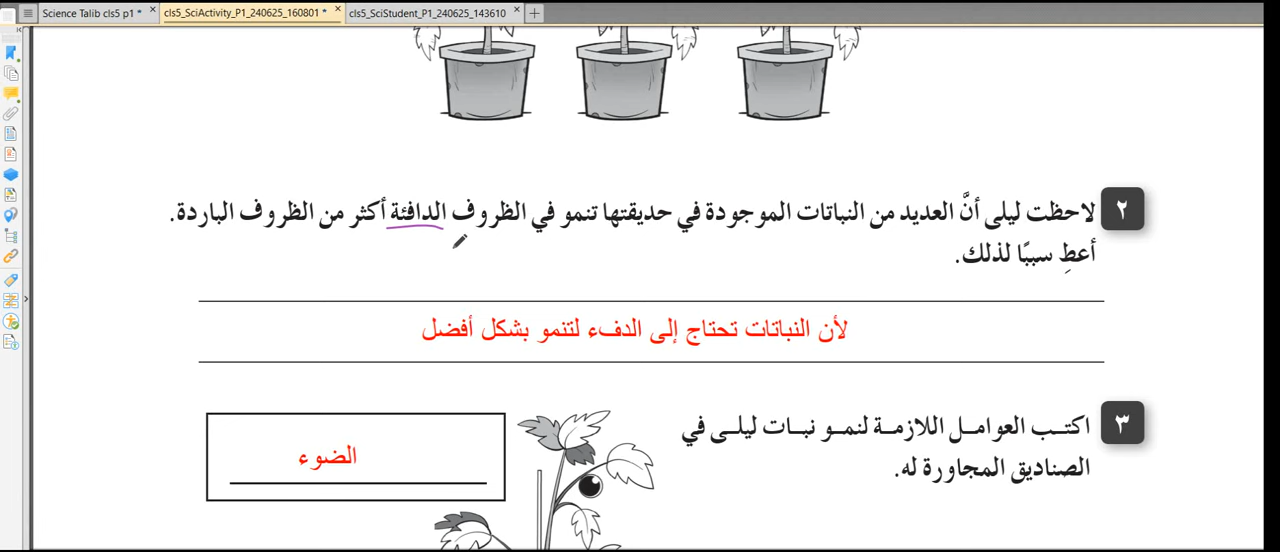 Science Talib cls5 p1 *
cls5_SciActivity_P1_240625_160801 *
cls5_SciStudent_P1_240625_143610
٢
لاحظت ليلى أنَّ العديد من النباتات الموجودة في حديقتها تنمو في الظروف الدافئة أكثر من الظروف الباردة.
أعطِ سببًا لذلك.
لأن النباتات تحتاج إلى الدفء لتنمو بشكل أفضل
٣
اكتب العوامل اللازمة لنمو نبات ليلى في
الصناديق المجاورة له.
الضوء